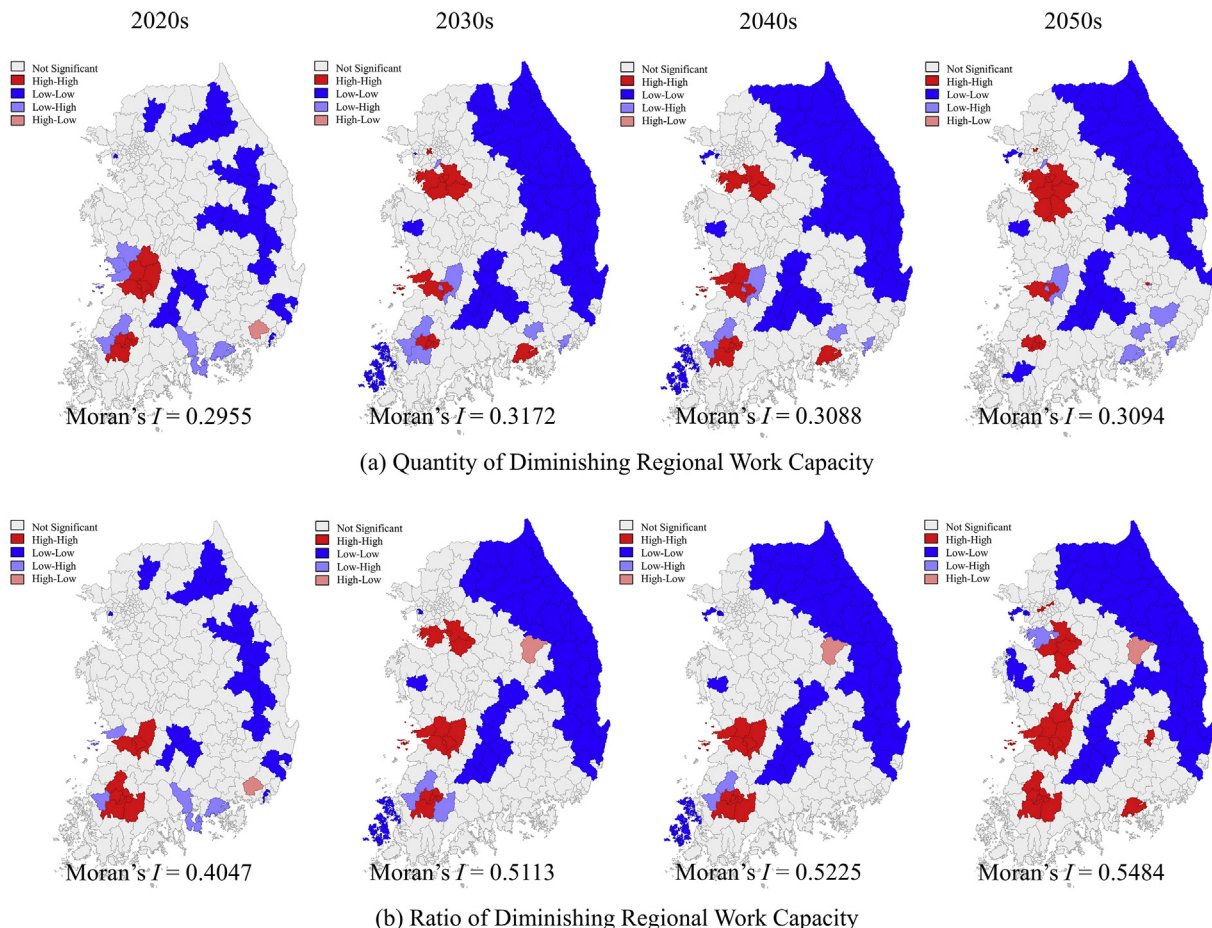 2020s
2030s
2040s
2050s
Not Significant
High-High
Low-Low
Low-High
High-Low
Not Significant
High-High
Low-Low
Low-High
High-Low
Not Significant
High-High
Low-Low
Low-High
High-Low
Not Significant
High-High
Low-Low
Low-High
High-Low
Moran’s I = 0.2955
Moran’s I = 0.3172
Moran’s I = 0.3088
Moran’s I = 0.3094
(a) Quantity of Diminishing Regional Work Capacity
Not Significant
High-High
Low-Low
Low-High
High-Low
Not Significant
High-High
Low-Low
Low-High
High-Low
Not Significant
High-High
Low-Low
Low-High
High-Low
Not Significant
High-High
Low-Low
Low-High
High-Low
Moran’s I = 0.4047
Moran’s I = 0.5113
Moran’s I = 0.5225
Moran’s I = 0.5484
(b) Ratio of Diminishing Regional Work Capacity